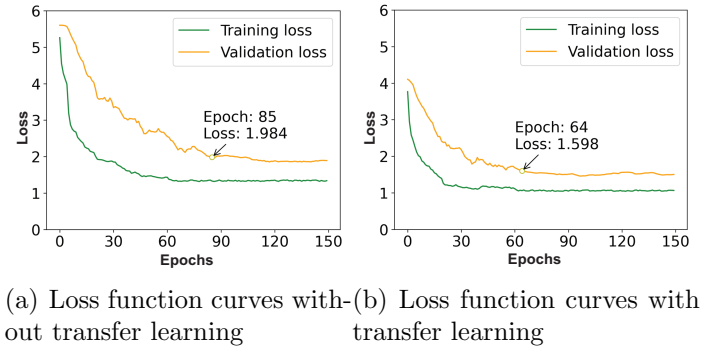 6
5
4
3
2
1
0
Loss
Training loss
Validation loss
Epoch: 85
Loss: 1.984
0 30 60 90 120 150
Epochs
6
5
4
3
2
1
0
Loss
Training loss
Validation loss
Epoch: 64
Loss: 1.598
0 30 60 90 120 150
Epochs
(a) Loss function curves with-
out transfer learning
(b) Loss function curves with
transfer learning